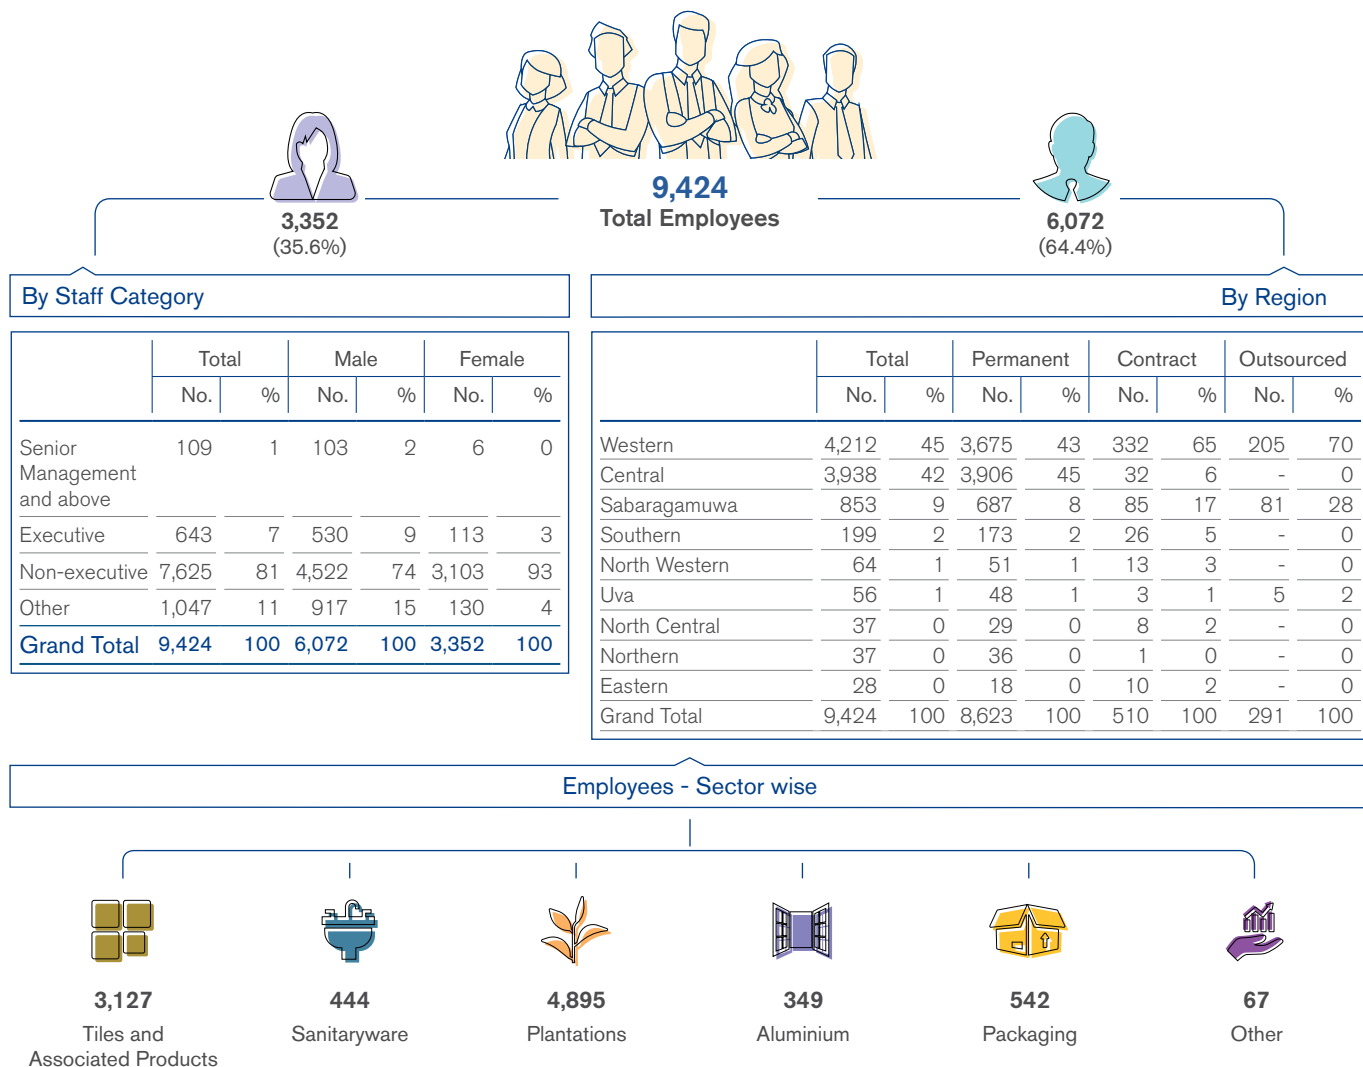 9,424
Total Employees
3,352
(35.6%)
6,072
(64.4%)
By Staff Category
Total Male Female
No. % No. % No. %
Senior
Management
and above 109 1 103 2 6 0
Executive 643 7 530 9 113 3
Non-executive 7,625 81 4,522 74 3,103 93
Other 1,047 11 917 15 130 4
Grand Total 9,424 100 6,072 100 3,352 100
By Region
Total Permanent Contract Outsourced
No. % No. % No. % No. %
Western 4,212 45 3,675 43 332 65 205 70
Central 3,938 42 3,906 45 32 6 - 0
Sabaragamuwa 853 9 687 8 85 17 81 28
Southern 199 2 173 2 26 5 - 0
North Western 64 1 51 1 13 3 - 0
Uva 56 1 48 1 3 1 5 2
North Central 37 0 29 0 8 2 - 0
Northern 37 0 36 0 1 0 - 0
Eastern 28 0 18 0 10 2 - 0
Grand Total 9,424 100 8,623 100 510 100 291 100
Employees - Sector wise
3,127
Tiles and
Associated Products
444
Sanitaryware
4,895
Plantations
349
Aluminium
542
Packaging
67
Other